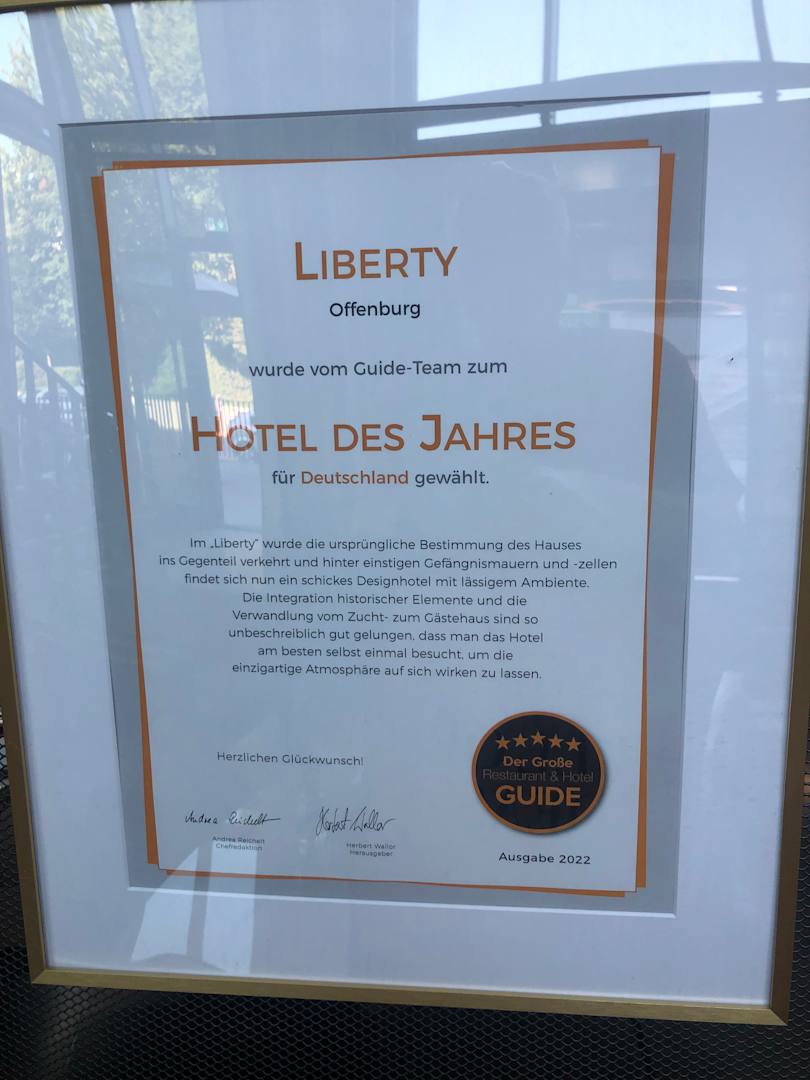 LIBERTY
Offenburg
wurde vom Guide-Team zum
HOTEL DES JAHRES
für Deutschland gewählt.
Im „Liberty“ wurde die ursprüngliche Bestimmung des Hauses
ins Gegenteil verkehrt und hinter einstigen Gefängnismauern und -zellen
findet sich nun ein schickes Designhotel mit lässigem Ambiente.
Die Integration historischer Elemente und die
Verwandlung vom Zucht- zum Gästehaus sind so
unbeschreiblich gut gelungen, dass man das Hotel
am besten selbst einmal besucht, um die
einzigartige Atmosphäre auf sich wirken zu lassen.
Herzlichen Glückwunsch!
Andrea Reichelt
Herbert Wallor
Andrea Reichelt
Chefredaktion
Herbert Wallor
Herausgeber
Der Große
Restaurant & Hotel
GUIDE
Ausgabe 2022